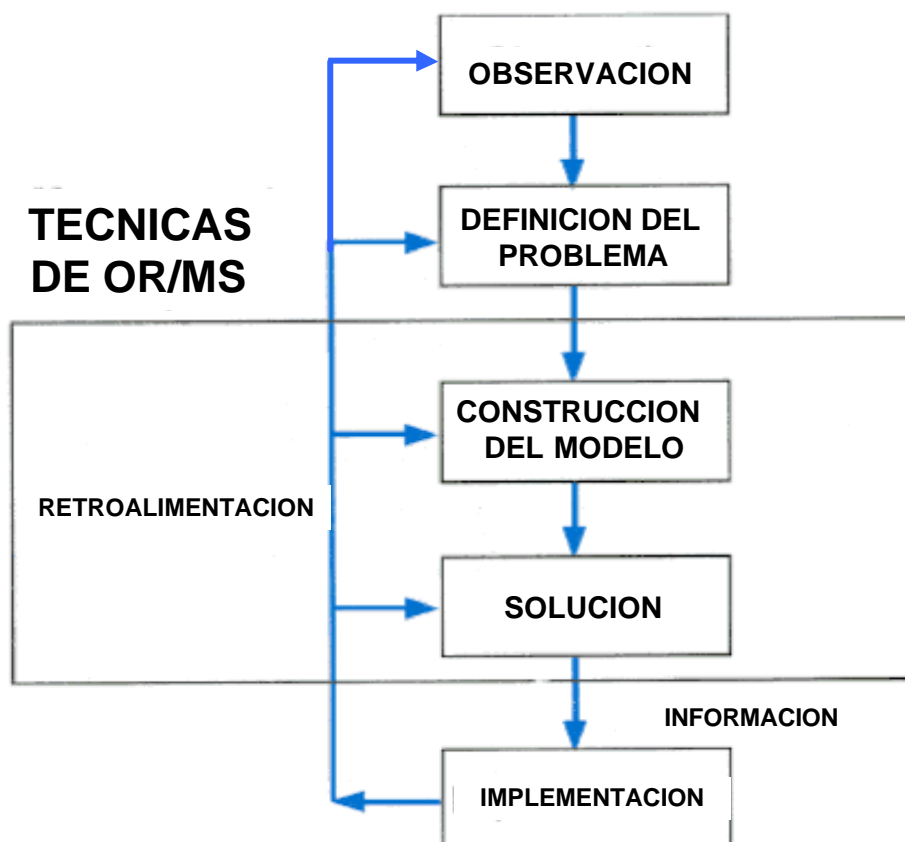 OBSERVACION
TECNICAS
DE OR/MS
DEFINICION DEL
PROBLEMA
CONSTRUCCION
DEL MODELO
RETROALIMENTACION
SOLUCION
INFORMACION
IMPLEMENTACION